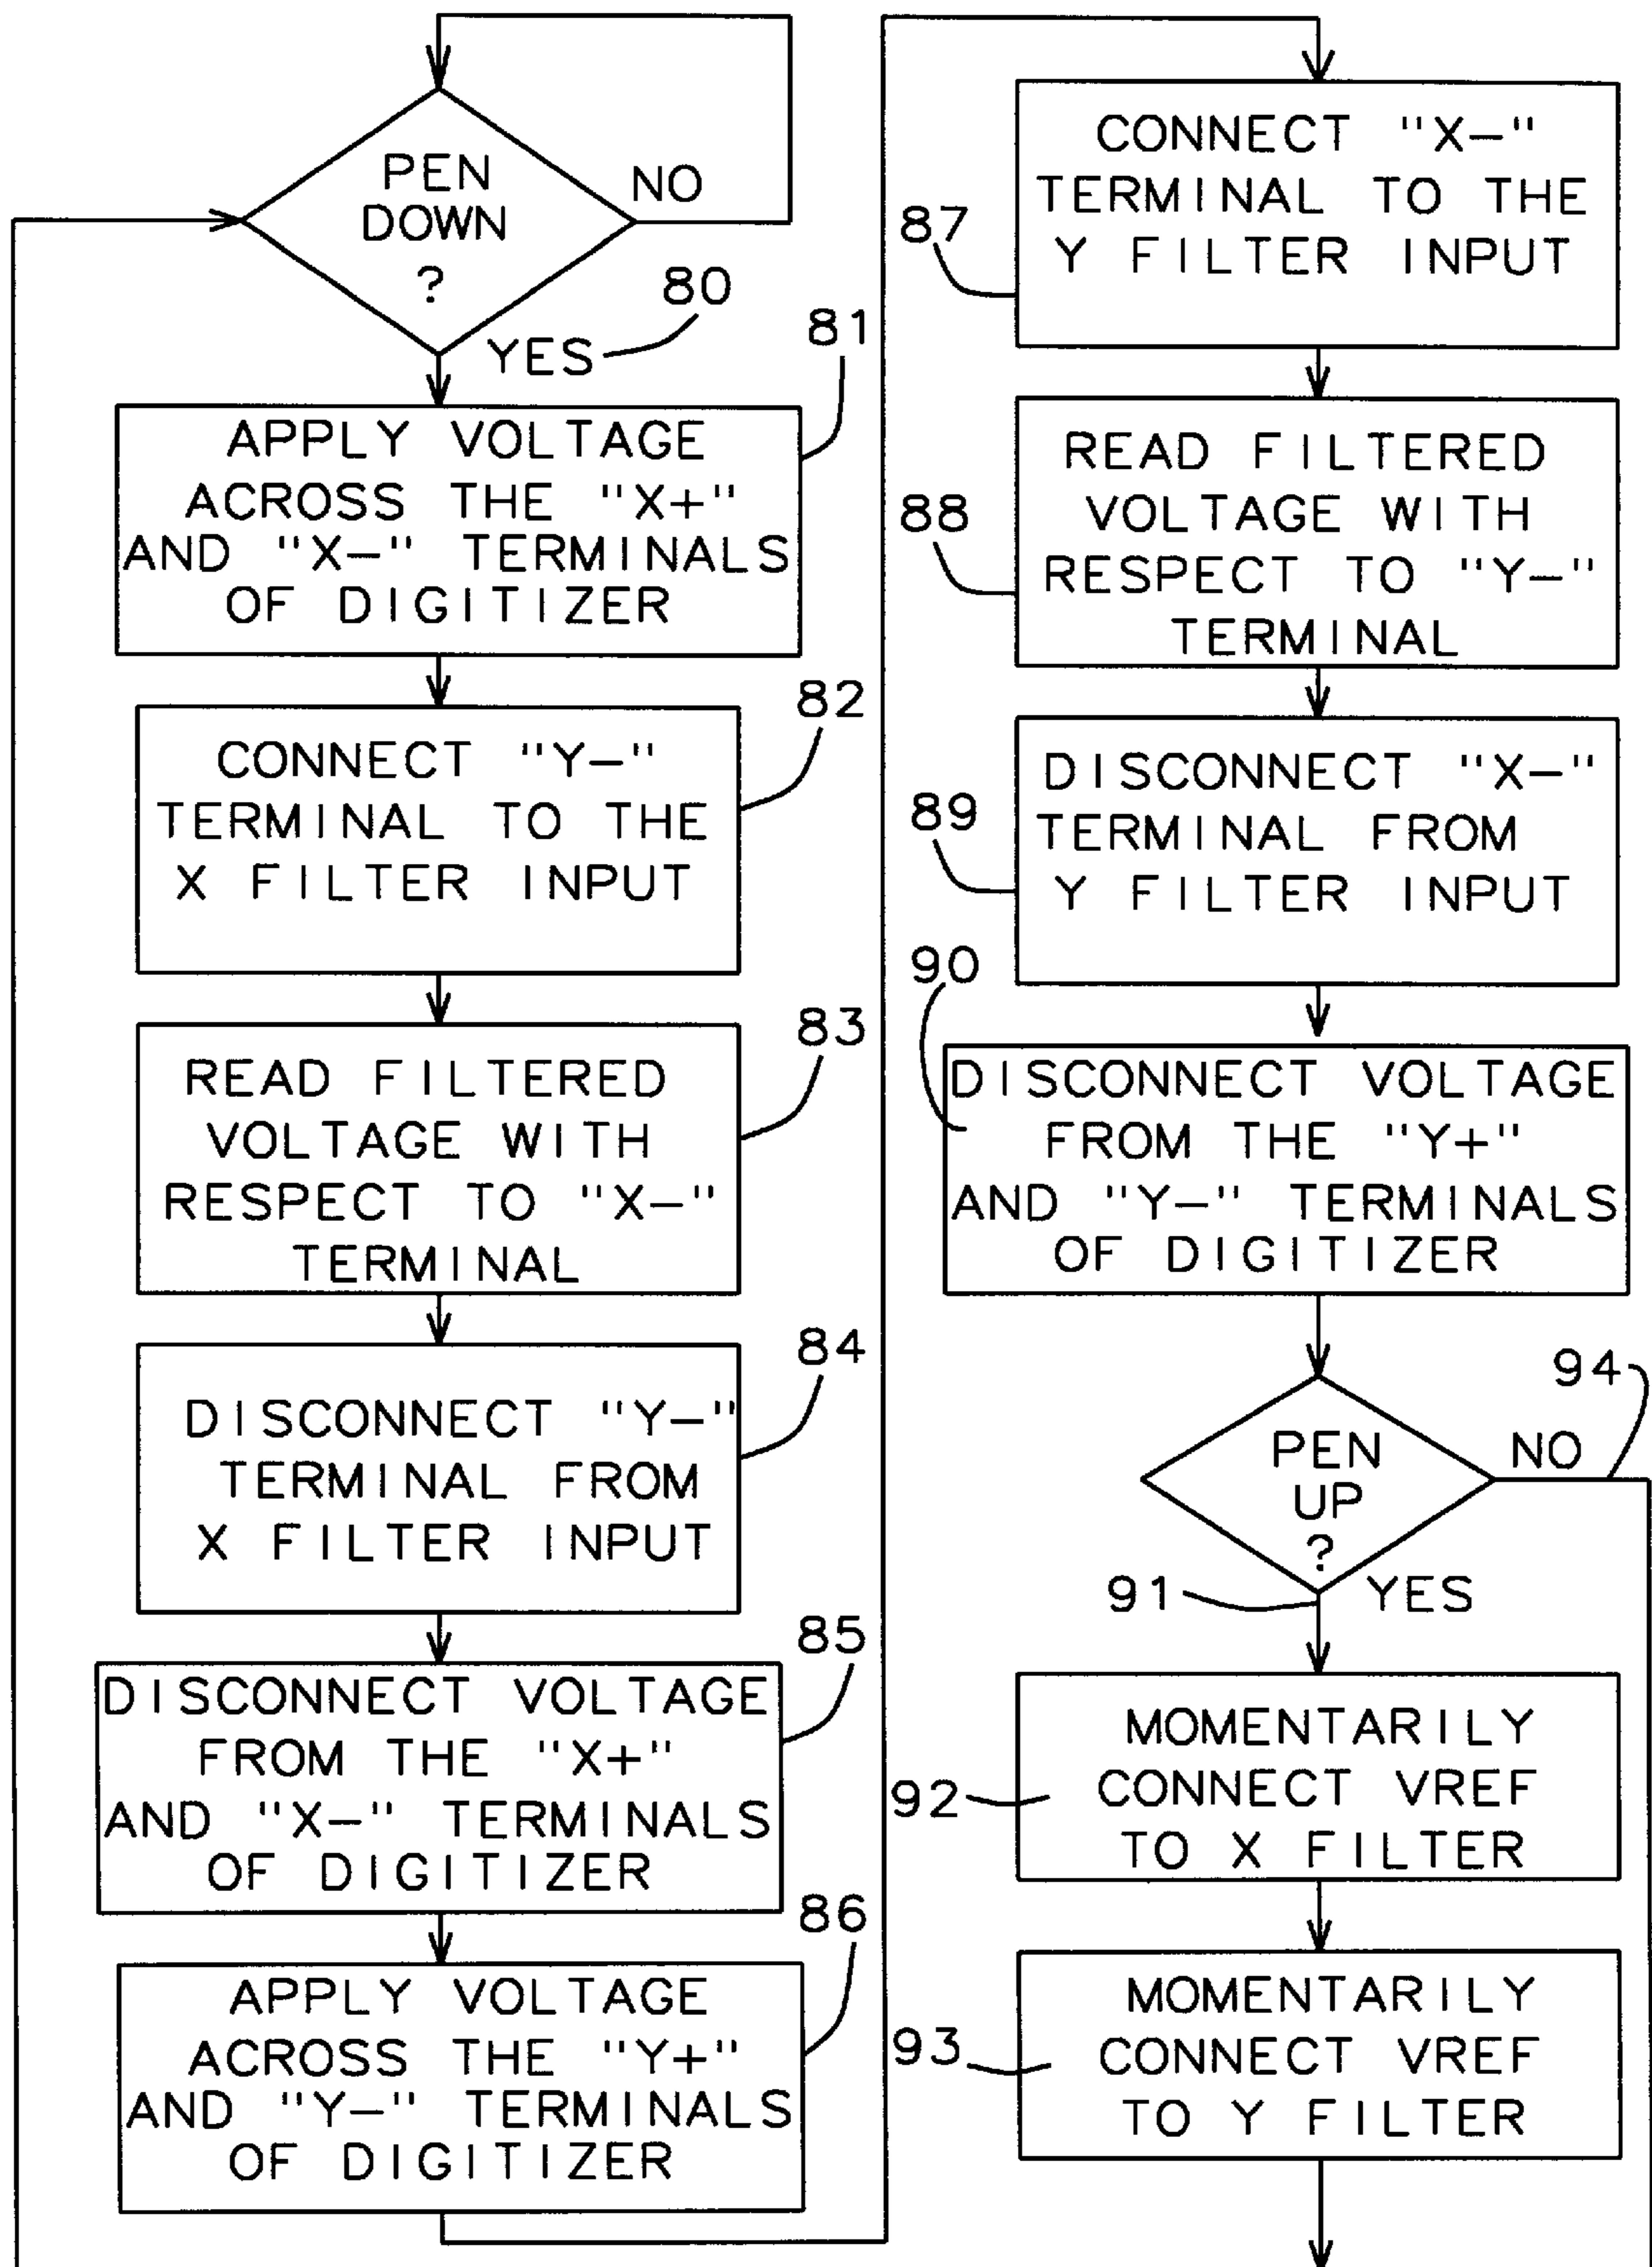 PEN
DOWN
?
NO
YES
80
81
APPLY VOLTAGE
ACROSS THE "X+"
AND "X-" TERMINALS
OF DIGITIZER
82
CONNECT "Y-"
TERMINAL TO THE
X FILTER INPUT
83
READ FILTERED
VOLTAGE WITH
RESPECT TO "X-"
TERMINAL
84
DISCONNECT "Y-"
TERMINAL FROM
X FILTER INPUT
85
DISCONNECT VOLTAGE
FROM THE "X+"
AND "X-" TERMINALS
OF DIGITIZER
86
APPLY VOLTAGE
ACROSS THE "Y+"
AND "Y-" TERMINALS
OF DIGITIZER
87
CONNECT "X-"
TERMINAL TO THE
Y FILTER INPUT
88
READ FILTERED
VOLTAGE WITH
RESPECT TO "Y-"
TERMINAL
89
DISCONNECT "X-"
TERMINAL FROM
Y FILTER INPUT
90
DISCONNECT VOLTAGE
FROM THE "Y+"
AND "Y-" TERMINALS
OF DIGITIZER
94
PEN
UP
?
NO
91
YES
92
MOMENTARILY
CONNECT VREF
TO X FILTER
93
MOMENTARILY
CONNECT VREF
TO Y FILTER